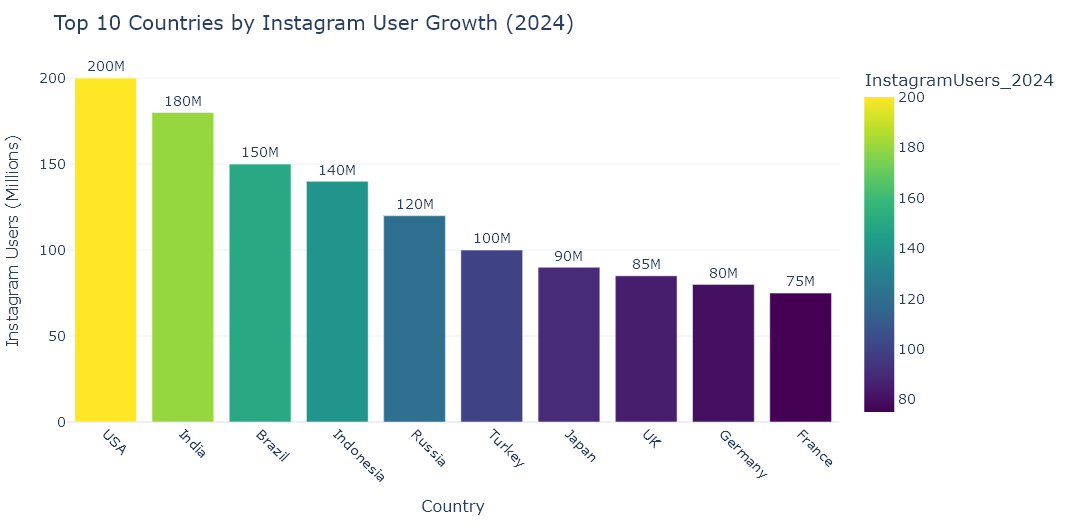 Top 10 Countries by Instagram User Growth (2024)
InstagramUsers_2024
Instagram Users (Millions)
200
150
100
50
0
200M
180M
150M
140M
120M
100M
90M
85M
80M
75M
USA
India
Brazil
Indonesia
Russia
Turkey
Japan
UK
Germany
France
Country
200
180
160
140
120
100
80